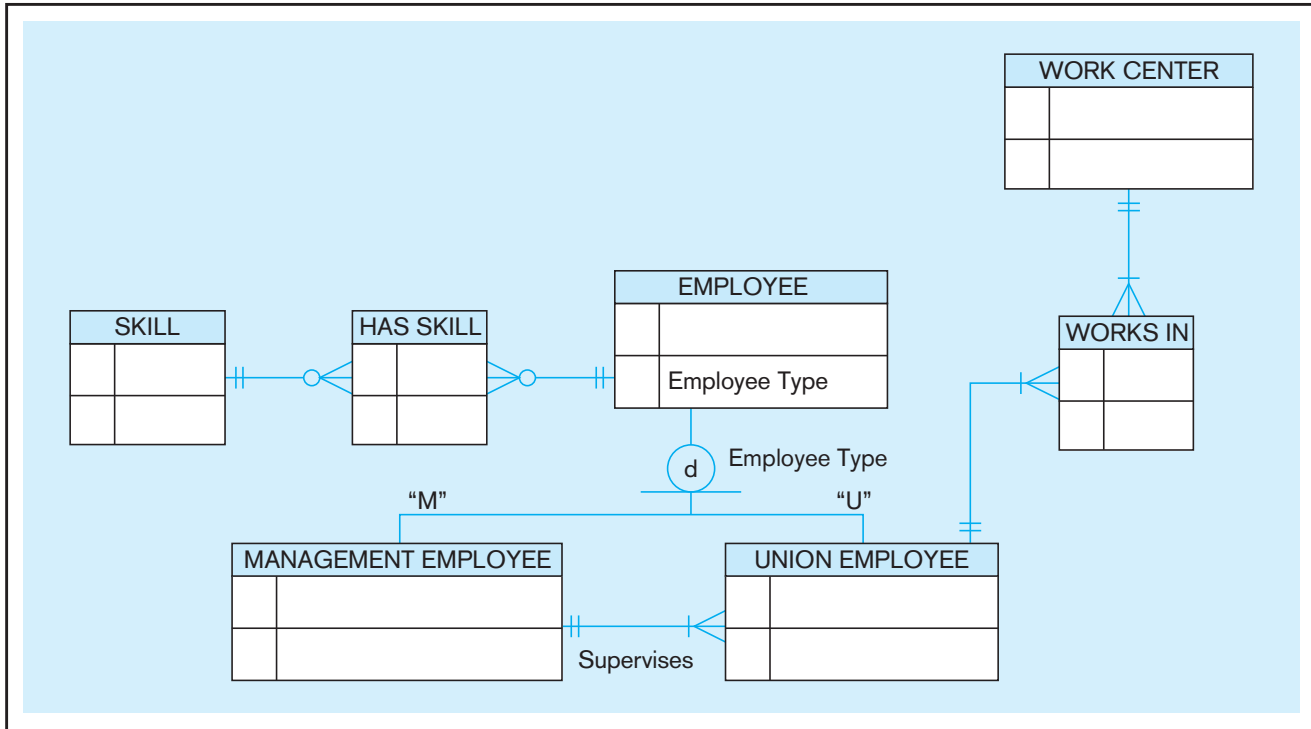 WORK CENTER
EMPLOYEE
SKILL
HAS SKILL
WORKS IN
Employee Type
d
Employee Type
“M”
“U”
MANAGEMENT EMPLOYEE
UNION EMPLOYEE
Supervises